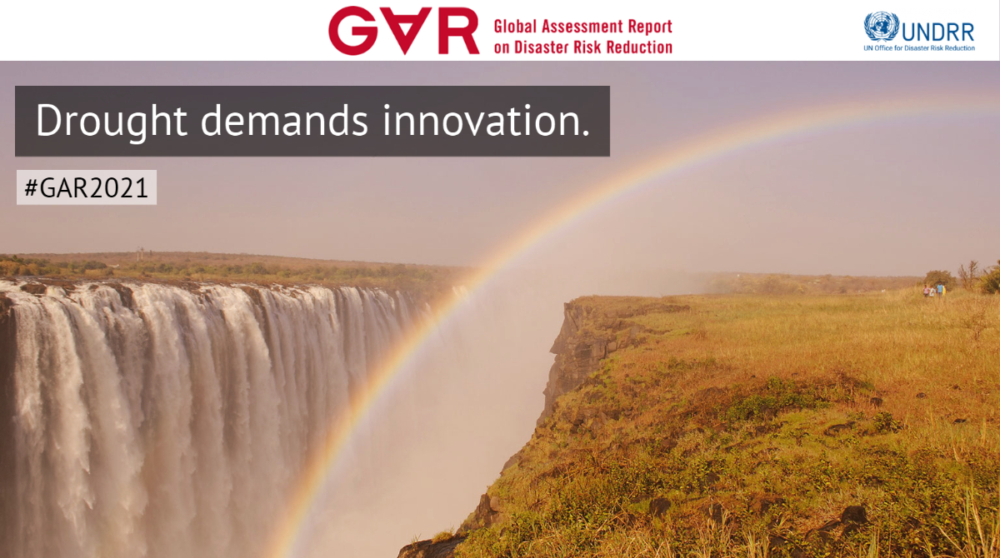 GAR
Global Assessment Report
on Disaster Risk Reduction
UNDRR
UN Office for Disaster Risk Reduction
Drought demands innovation.
#GAR2021